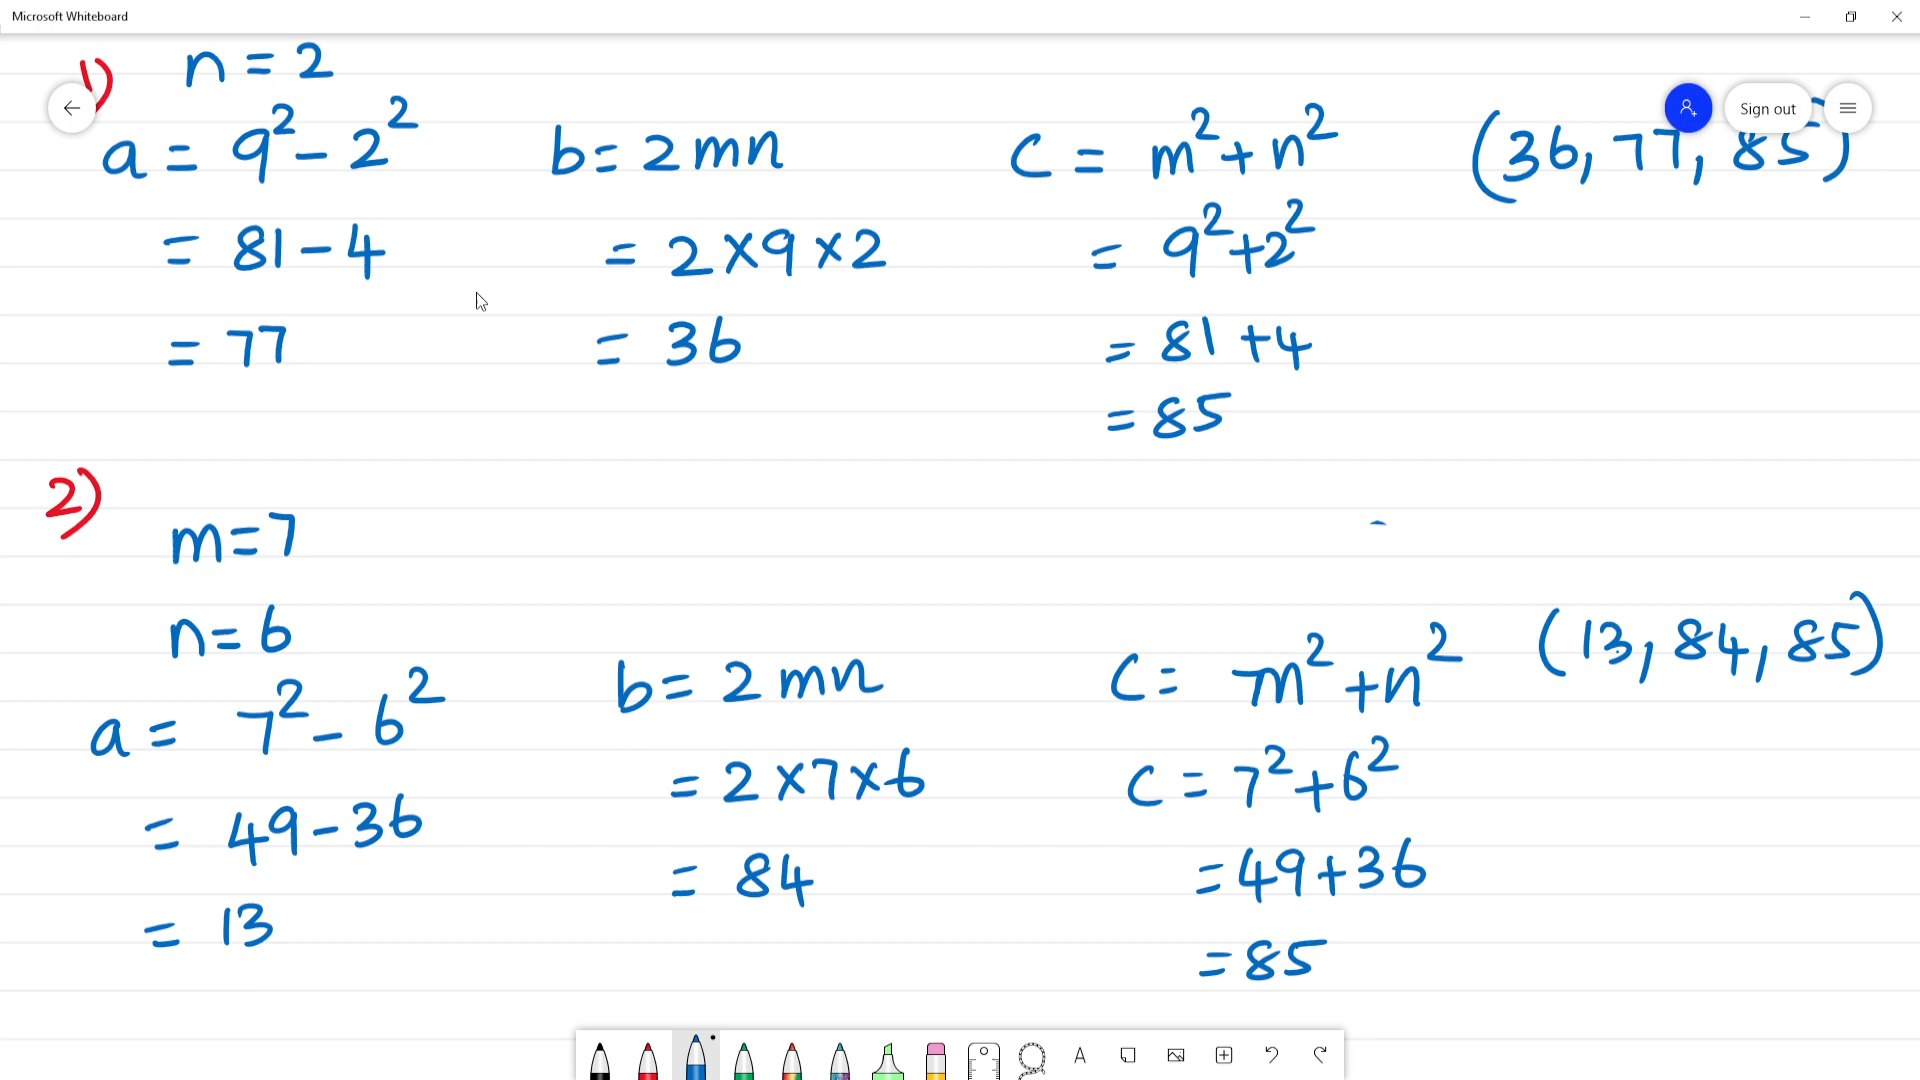 Microsoft Whiteboard
1)
n = 2
a = 9² - 2²
= 81 - 4
= 77
b = 2mn
= 2 × 9 × 2
= 36
c = m² + n²
= 9² + 2²
= 81 + 4
= 85
(36, 77, 85)
Sign out
2)
m = 7
n = 6
a = 7² - 6²
= 49 - 36
= 13
b = 2mn
= 2 × 7 × 6
= 84
c = m² + n²
c = 7² + 6²
= 49 + 36
= 85
(13, 84, 85)
A